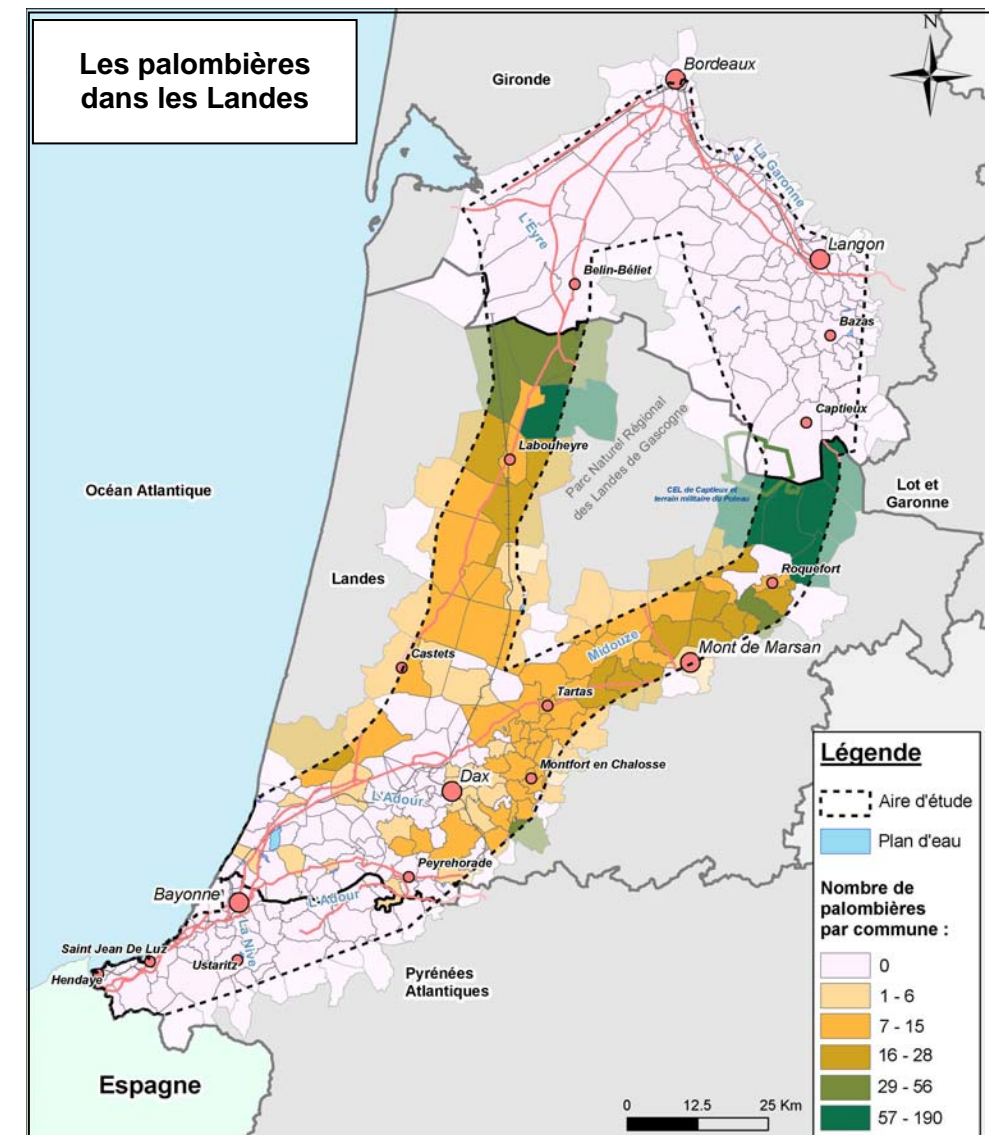 Les palombières
dans les Landes
N
Bordeaux
Gironde
La Garonne
L'Eyre
Langon
Belin-Béliet
Bazas
Captieux
Parc Naturel Régional
des Landes de Gascogne
Labouheyre
CEL de Captieux et
terrain militaire du Poteau
Océan Atlantique
Lot et
Garonne
Landes
Roquefort
Midouze
Mont de Marsan
Castets
Tartas
Montfort en Chalosse
Dax
L'Adour
Peyrehorade
Bayonne
L'Adour
La Nive
Saint Jean De Luz
Ustaritz
Hendaye
Pyrénées
Atlantiques
Espagne
0 12.5 25 Km
Légende
Aire d'étude
Plan d'eau
Nombre de
palombières
par commune :
0
1 - 6
7 - 15
16 - 28
29 - 56
57 - 190